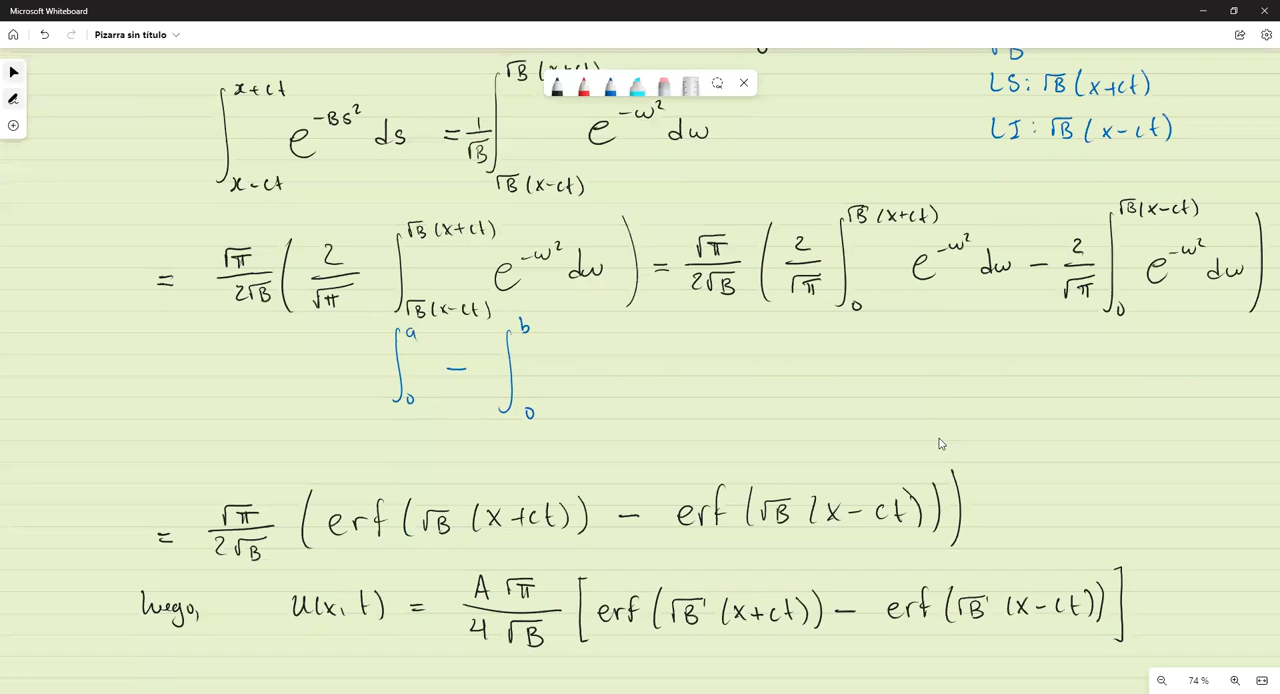 Microsoft Whiteboard
Pizarra sin título
√B
LS: √B (x+ct)
LI: √B (x-ct)
∫_{x-ct}^{x+ct} e^{-Bs²} ds = 1/√B ∫_{√B (x-ct)}^{√B (x+ct)} e^{-w²} dw
= √π/2√B ( 2/√π ∫_{√B (x-ct)}^{√B (x+ct)} e^{-w²} dw ) = √π/2√B ( 2/√π ∫_0^{√B (x+ct)} e^{-w²} dw - 2/√π ∫_0^{√B(x-ct)} e^{-w²} dw )
∫_0^a - ∫_0^b
= √π/2√B ( erf (√B (x+ct)) - erf (√B (x-ct)))
luego, u(x, t) = A√π/4√B [ erf (√B (x+ct)) - erf (√B (x-ct)) ]
74 %